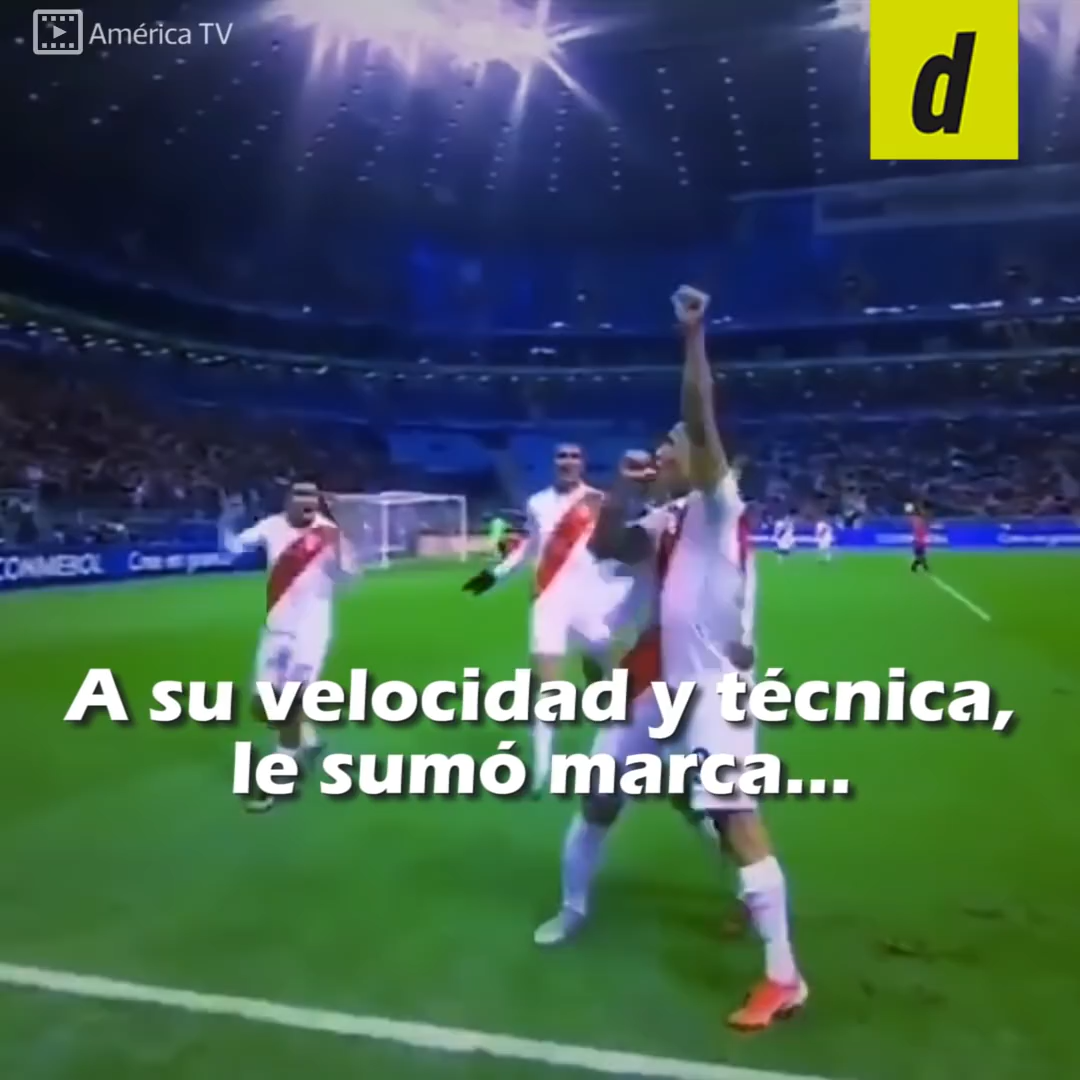 América TV
d
CONMEBOL
A su velocidad y técnica,
le sumó marca...